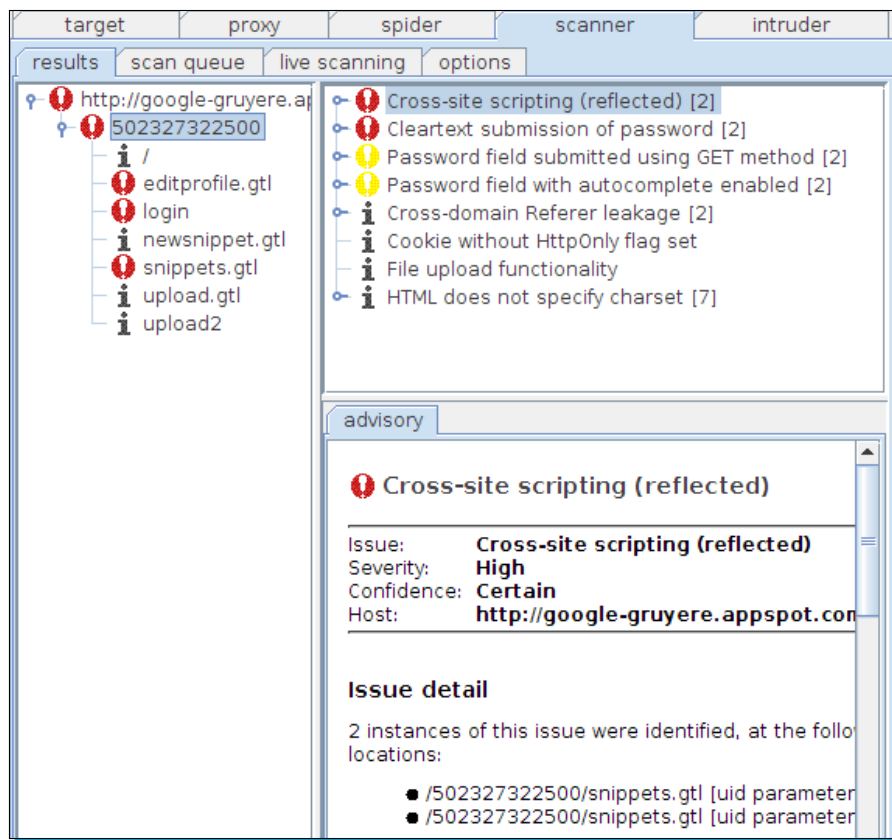 target proxy spider scanner intruder
results scan queue live scanning options
http://google-gruyere.ap
502327322500
/
editprofile.gtl
login
newsnippet.gtl
snippets.gtl
upload.gtl
upload2
Cross-site scripting (reflected) [2]
Cleartext submission of password [2]
Password field submitted using GET method [2]
Password field with autocomplete enabled [2]
Cross-domain Referer leakage [2]
Cookie without HttpOnly flag set
File upload functionality
HTML does not specify charset [7]
advisory
Cross-site scripting (reflected)
Issue: Cross-site scripting (reflected)
Severity: High
Confidence: Certain
Host: http://google-gruyere.appspot.com
Issue detail
2 instances of this issue were identified, at the follo
locations:
/502327322500/snippets.gtl [uid parameter
/502327322500/snippets.gtl [uid parameter